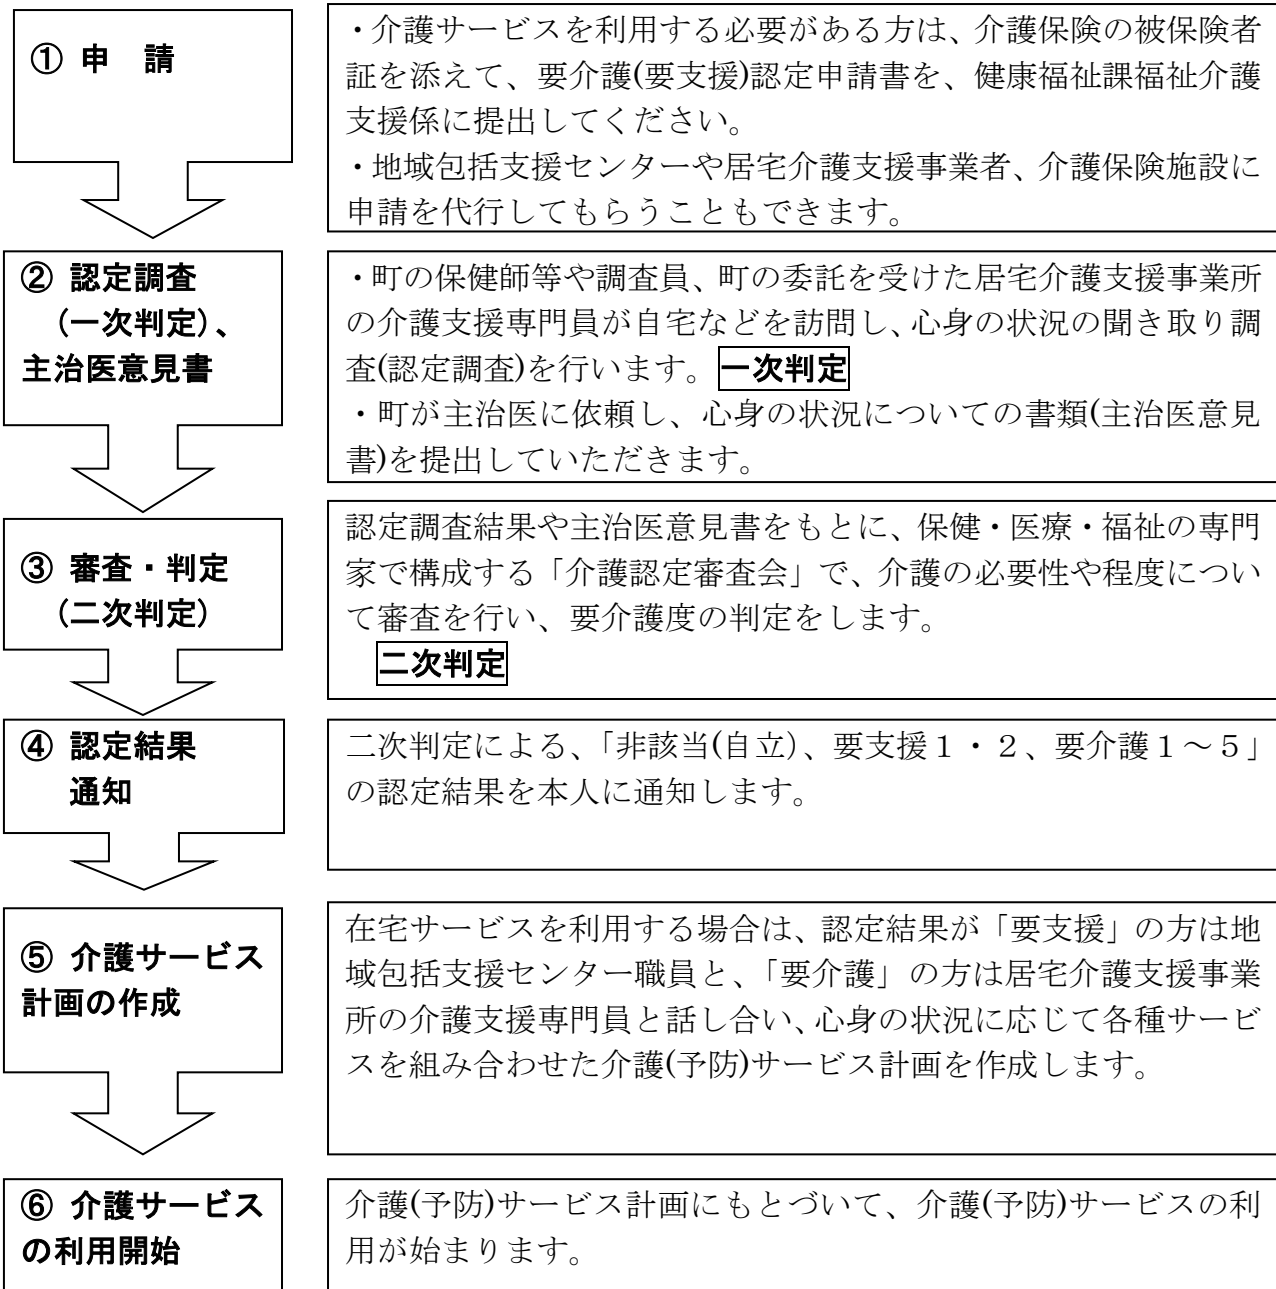 ① 申　請
・介護サービスを利用する必要がある方は、介護保険の被保険者
証を添えて、要介護(要支援)認定申請書を、健康福祉課福祉介護
支援係に提出してください。
・地域包括支援センターや居宅介護支援事業者、介護保険施設に
申請を代行してもらうこともできます。
② 認定調査
（一次判定）、
主治医意見書
・町の保健師等や調査員、町の委託を受けた居宅介護支援事業所
の介護支援専門員が自宅などを訪問し、心身の状況の聞き取り調
査(認定調査)を行います。 一次判定
・町が主治医に依頼し、心身の状況についての書類(主治医意見
書)を提出していただきます。
③ 審査・判定
（二次判定）
認定調査結果や主治医意見書をもとに、保健・医療・福祉の専門
家で構成する「介護認定審査会」で、介護の必要性や程度につい
て審査を行い、要介護度の判定をします。
二次判定
④ 認定結果
通知
二次判定による、「非該当(自立)、要支援１・２、要介護１～５」
の認定結果を本人に通知します。
⑤ 介護サービス
計画の作成
在宅サービスを利用する場合は、認定結果が「要支援」の方は地
域包括支援センター職員と、「要介護」の方は居宅介護支援事業
所の介護支援専門員と話し合い、心身の状況に応じて各種サービ
スを組み合わせた介護(予防)サービス計画を作成します。
⑥ 介護サービス
の利用開始
介護(予防)サービス計画にもとづいて、介護(予防)サービスの利
用が始まります。